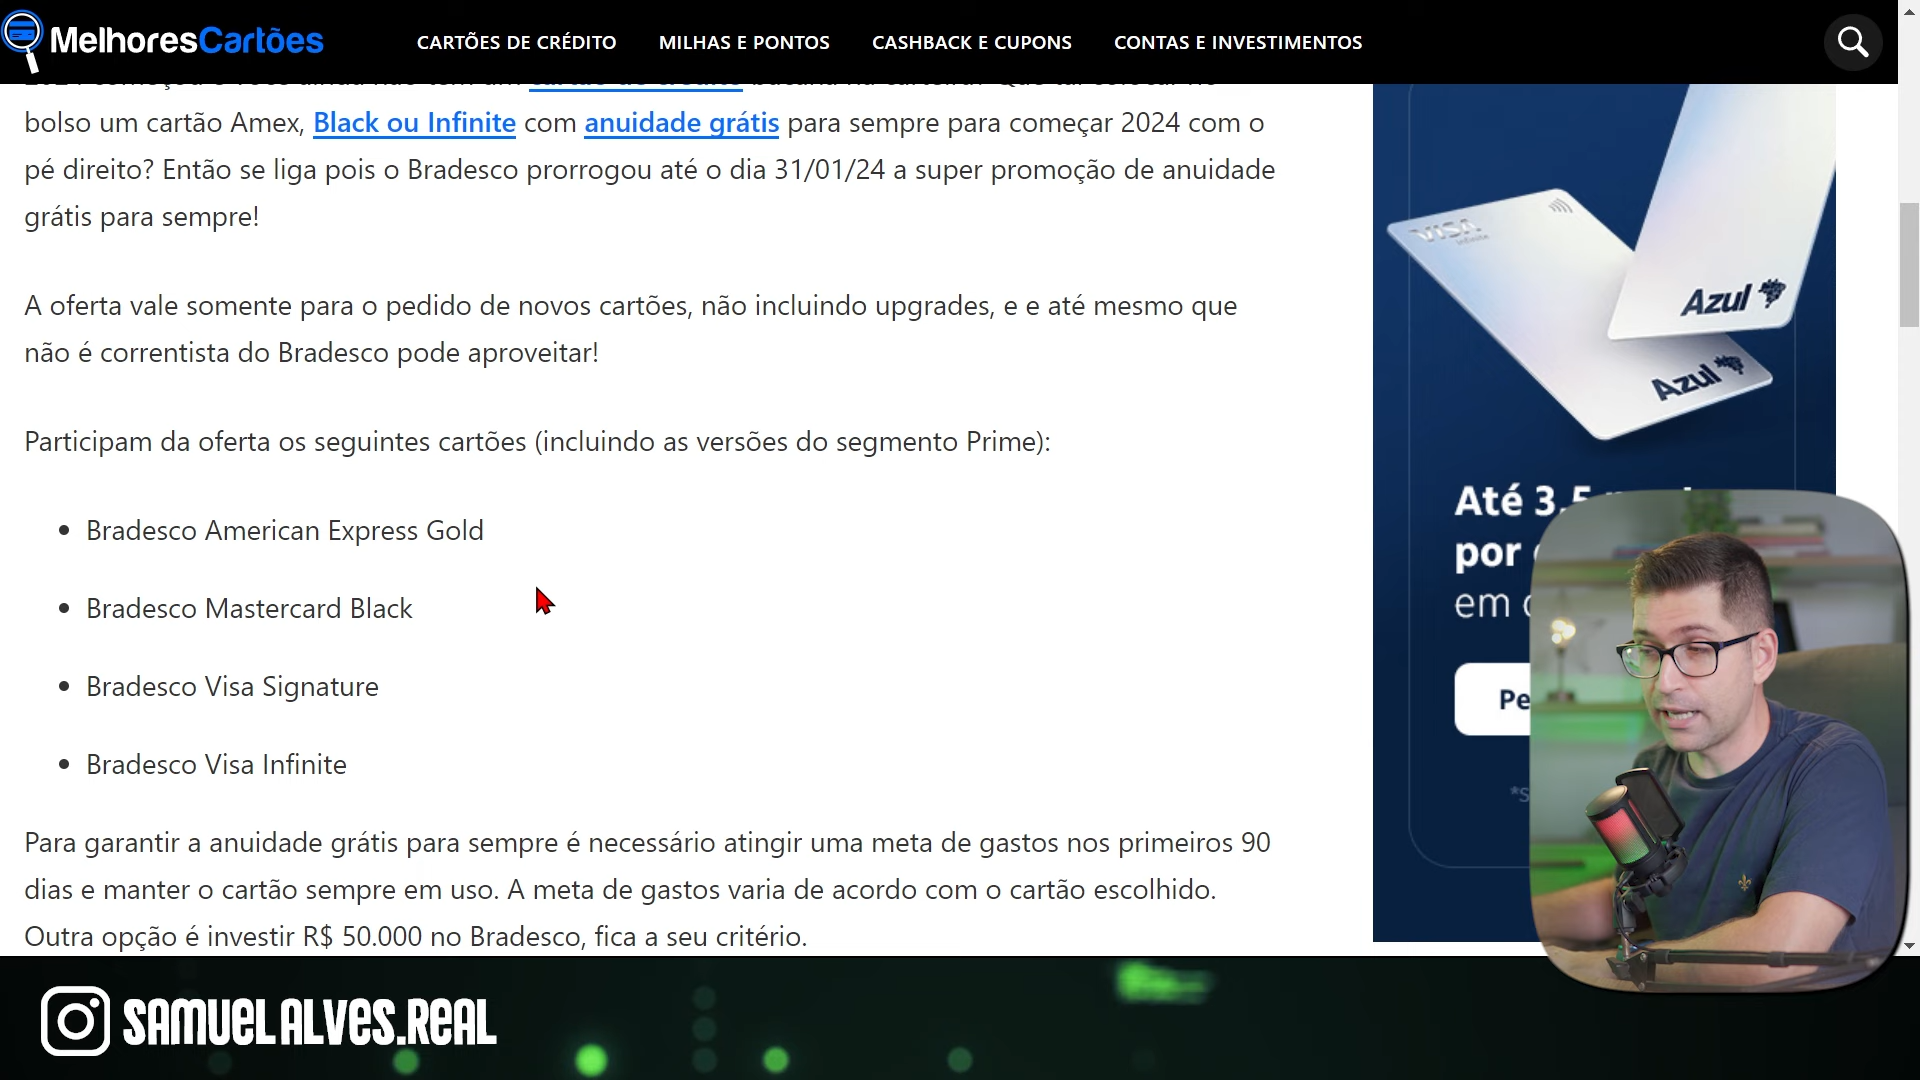 MelhoresCartões
CARTÕES DE CRÉDITO
MILHAS E PONTOS
CASHBACK E CUPONS
CONTAS E INVESTIMENTOS
bolso um cartão Amex, Black ou Infinite com anuidade grátis para sempre para começar 2024 com o
pé direito? Então se liga pois o Bradesco prorrogou até o dia 31/01/24 a super promoção de anuidade
grátis para sempre!
A oferta vale somente para o pedido de novos cartões, não incluindo upgrades, e e até mesmo que
não é correntista do Bradesco pode aproveitar!
Participam da oferta os seguintes cartões (incluindo as versões do segmento Prime):
• Bradesco American Express Gold
• Bradesco Mastercard Black
• Bradesco Visa Signature
• Bradesco Visa Infinite
Para garantir a anuidade grátis para sempre é necessário atingir uma meta de gastos nos primeiros 90
dias e manter o cartão sempre em uso. A meta de gastos varia de acordo com o cartão escolhido.
Outra opção é investir R$ 50.000 no Bradesco, fica a seu critério.
VISA
Infinite
Azul
Azul
Até 3,5
por
em
Pe
*S
SAMUELALVES.REAL